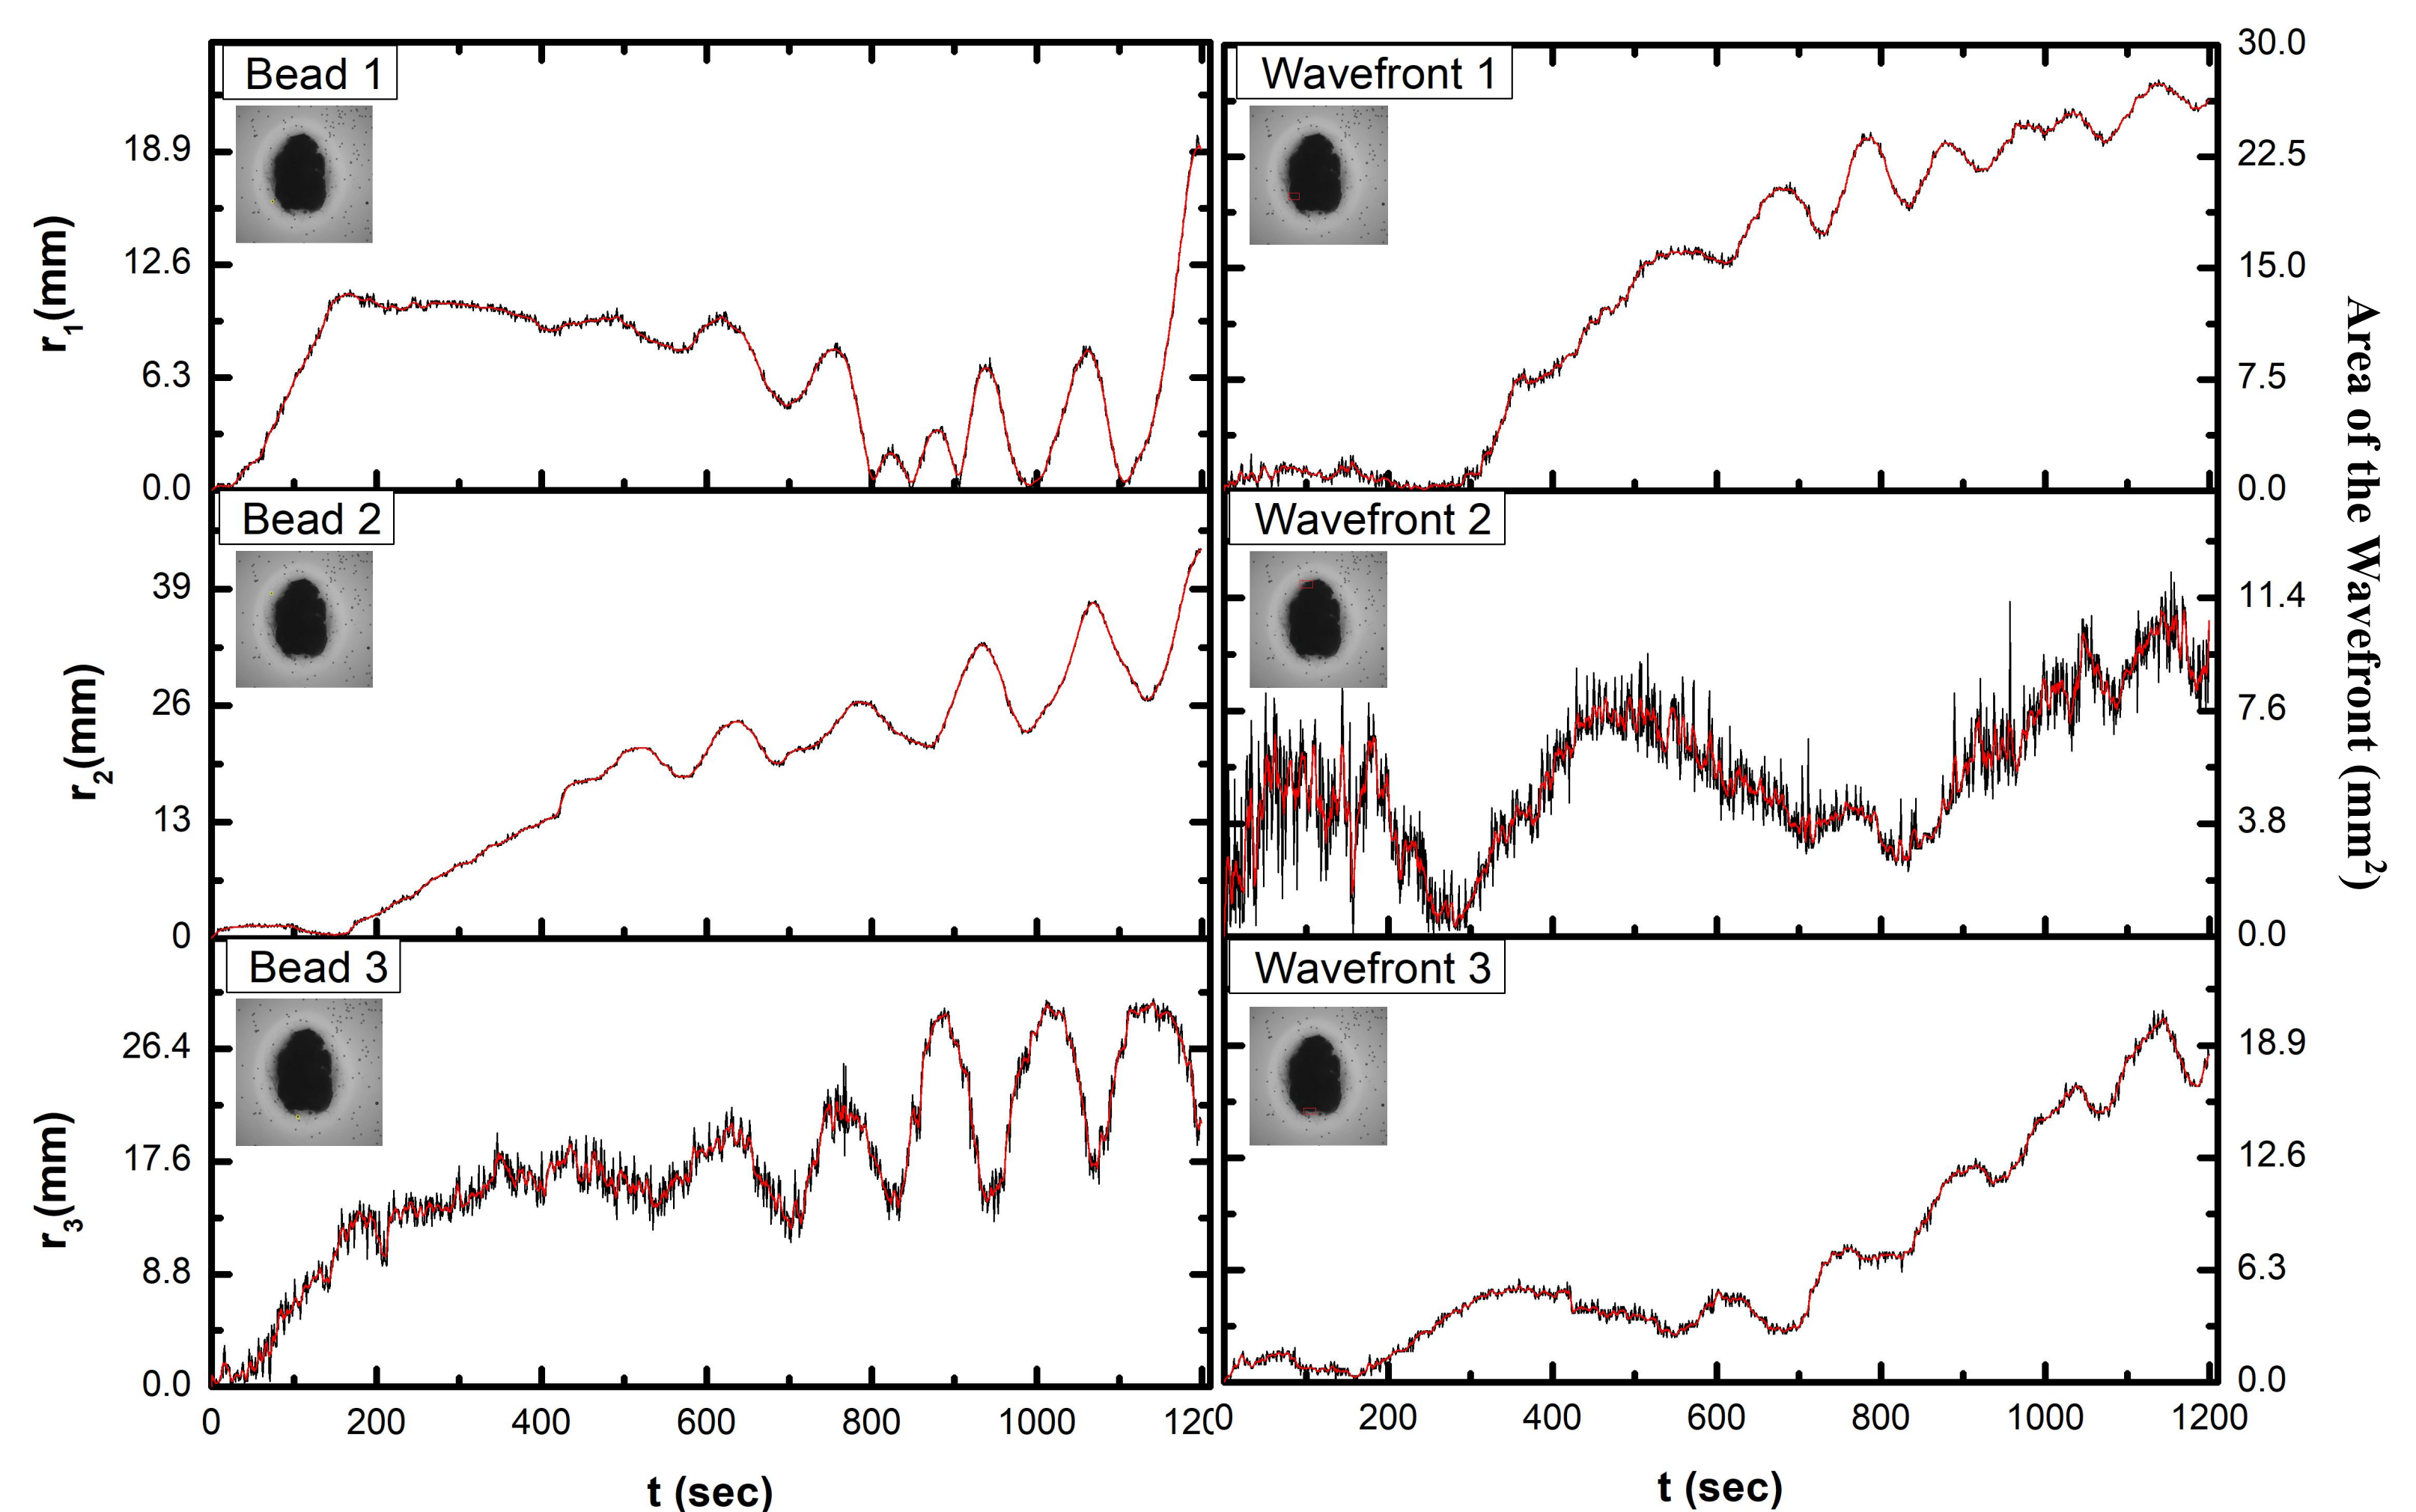 Bead 1
r1(mm)
18.9
12.6
6.3
0.0
Wavefront 1
30.0
22.5
15.0
7.5
0.0
Bead 2
r2(mm)
39
26
13
0
Wavefront 2
11.4
7.6
3.8
0.0
Bead 3
r3(mm)
26.4
17.6
8.8
0.0
Wavefront 3
18.9
12.6
6.3
0.0
Area of the Wavefront (mm2)
0 200 400 600 800 1000 120
0 200 400 600 800 1000 1200
t (sec)
t (sec)